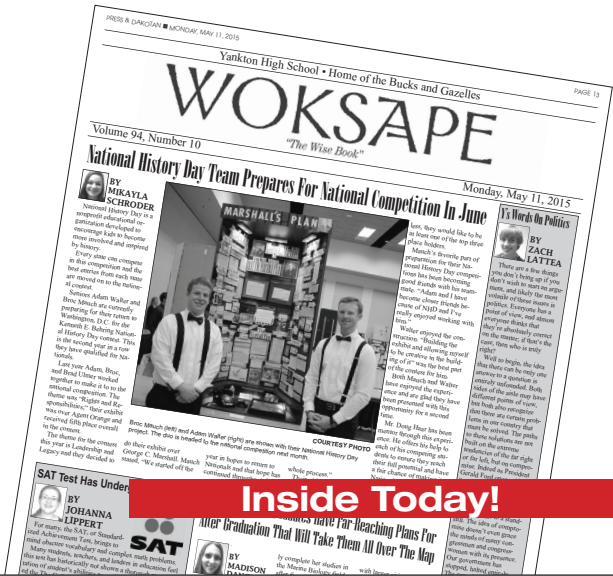 PRESS & DAKOTAN ■ MONDAY, MAY 11, 2015
PAGE 13
Yankton High School • Home of the Bucks and Gazelles
WOKSAPE
"The Wise Book"
Volume 94, Number 10
Monday, May 11, 2015
National History Day Team Prepares For National Competition In June
BY
MIKAYLA
SCHRODER
National History Day is a
nonprofit educational or-
ganization developed to
encourage kids to become
more involved and inspired
by history.
Every state can compete
in this competition and the
best entries from each state
are moved on to the nation-
al contest.
Seniors Adam Walter and
Broc Mauch are currently
preparing for their return to
Washington, D.C. for the
Kenneth E. Behring Nation-
al History Day contest. This
is the second year in a row
they have qualified for Na-
tionals.
Last year Adam, Broc,
and Brad Ulmer worked
together to make it to the
national competition. The
theme was "Rights and Re-
sponsibilities;" their exhibit
was over Agent Orange and
received fifth place overall
in the competition.
The theme for the contest
this year is Leadership and
Legacy and they decided to
MARSHALL'S PLAN
COURTESY PHOTO
Broc Mauch (left) and Adam Walter (right) are shown with their National History Day
project. The duo is headed to the national competition next month.
do their exhibit over
George C. Marshall. Mauch
stated, "We started off the
year in hopes to return to
Nationals and that hope has
continued
whole process."
less, they would like to be
at least one of the top three
place holders.
Mauch's favorite part of
preparation for their Na-
tional History Day competi-
tions has been becoming
good friends with his team-
mate. "Adam and I have
become closer friends be-
cause of NHD and I've
really enjoyed working with
him."
Walter enjoyed the con-
struction. "Building the
exhibit and allowing myself
to be creative in the build-
ing of it" was the best part
of the contest for him.
Both Mauch and Walter
have enjoyed the experi-
ence and are glad they have
been presented with this
opportunity for a second
time.
Mr. Doug Haar has been
mentor through this experi-
ence. He offers his help to
each of his competing stu-
dents to ensure they reach
their full potential and have
a fair chance of making
Y's Words On Politics
BY
ZACH
LATTEA
There are a few things
you don't bring up if you
don't wish to start an argu-
ment, and likely the most
volatile of these issues is
politics. Everyone has a
point of view, and almost
everyone thinks that
they're absolutely correct
on the matter; if that's the
case, then who is truly
right?
Well to begin, the idea
that there can be only one
answer to a question is
entirely unfounded. Both
sides of the aisle may have
different points of view,
but both also recognize
that there are certain prob-
lems in our country that
must be solved. The paths
to these solutions are not
built on the extreme
tendencies of the far right
or far left, but on compro-
mise. Indeed as President
Gerald Ford
SAT Test Has
BY
JOHANNA
LIPPERT
SAT
For many, the SAT, or Standard-
ized Achievement Test, brings to
mind obscure vocabulary and complex math problems.
Many students, teachers, and leaders in education feel
this test has historically not shown a
Inside Today!
Have Far-Reaching Plans For
After Graduation That Will Take Them All Over The Map
BY
MADISON
ly complete her studies in
the Marine Biology
sing. The idea of compro-
mise doesn't even grace
the minds of many con-
gressmen and congress-
women with its presence.
Our government has